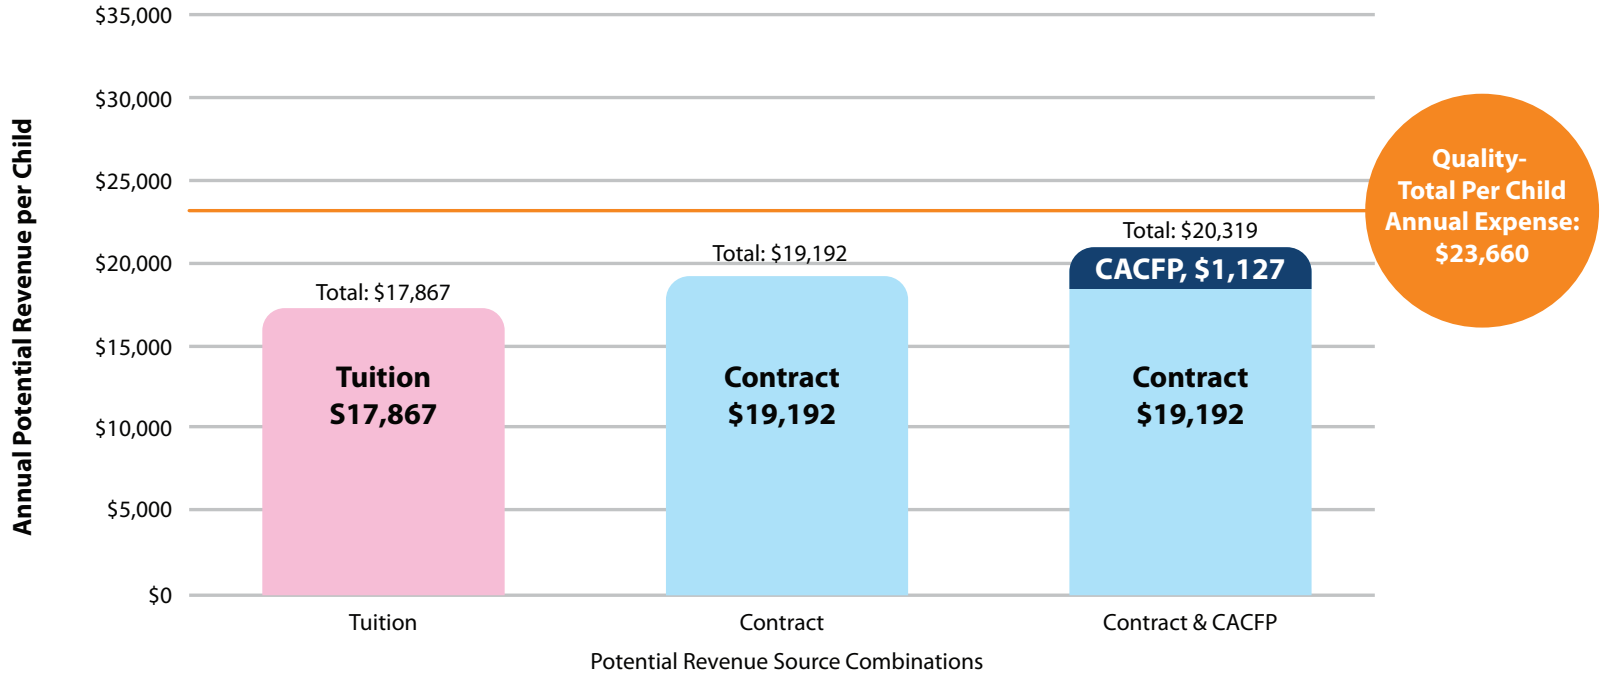 Annual Potential Revenue per Child
$35,000
$30,000
$25,000
$20,000
$15,000
$10,000
$5,000
$0
Total: $17,867
Tuition
S17,867
Total: $19,192
Contract
$19,192
Total: $20,319
CACFP, $1,127
Contract
$19,192
Quality-
Total Per Child
Annual Expense:
$23,660
Tuition
Contract
Contract & CACFP
Potential Revenue Source Combinations